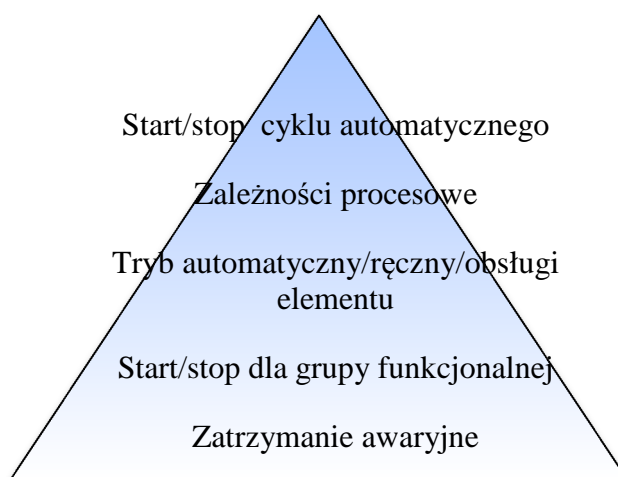 Start/stop cyklu automatycznego
Zależności procesowe
Tryb automatyczny/ręczny/obsługi
elementu
Start/stop dla grupy funkcjonalnej
Zatrzymanie awaryjne